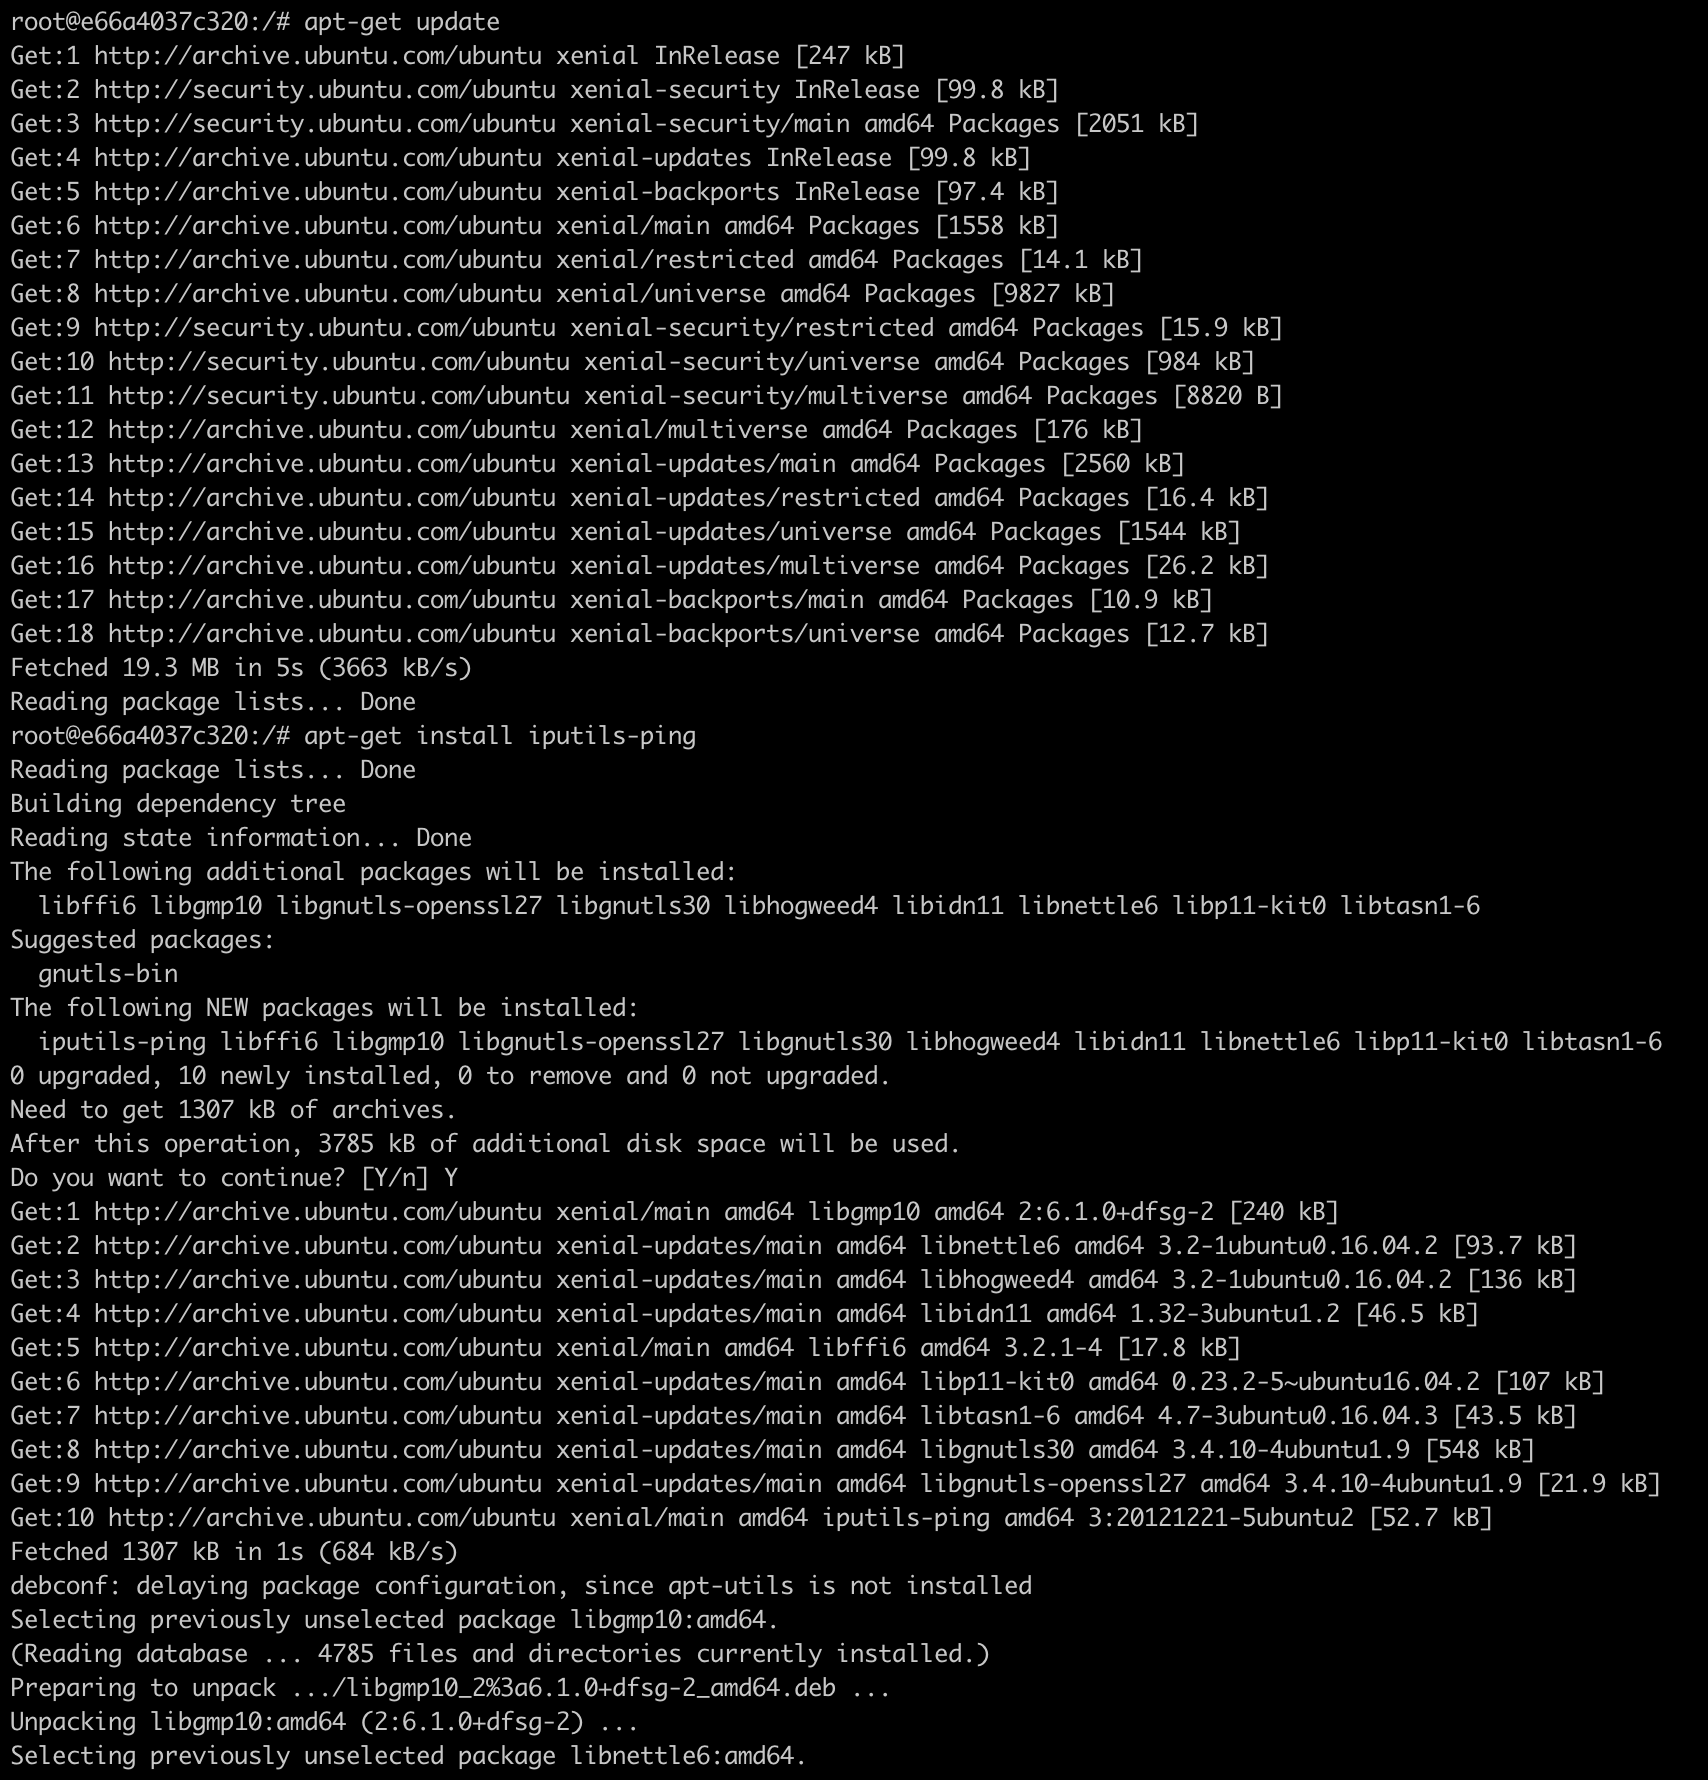 root@e66a4037c320:/# apt-get update
Get:1 http://archive.ubuntu.com/ubuntu xenial InRelease [247 kB]
Get:2 http://security.ubuntu.com/ubuntu xenial-security InRelease [99.8 kB]
Get:3 http://security.ubuntu.com/ubuntu xenial-security/main amd64 Packages [2051 kB]
Get:4 http://archive.ubuntu.com/ubuntu xenial-updates InRelease [99.8 kB]
Get:5 http://archive.ubuntu.com/ubuntu xenial-backports InRelease [97.4 kB]
Get:6 http://archive.ubuntu.com/ubuntu xenial/main amd64 Packages [1558 kB]
Get:7 http://archive.ubuntu.com/ubuntu xenial/restricted amd64 Packages [14.1 kB]
Get:8 http://archive.ubuntu.com/ubuntu xenial/universe amd64 Packages [9827 kB]
Get:9 http://security.ubuntu.com/ubuntu xenial-security/restricted amd64 Packages [15.9 kB]
Get:10 http://security.ubuntu.com/ubuntu xenial-security/universe amd64 Packages [984 kB]
Get:11 http://security.ubuntu.com/ubuntu xenial-security/multiverse amd64 Packages [8820 B]
Get:12 http://archive.ubuntu.com/ubuntu xenial/multiverse amd64 Packages [176 kB]
Get:13 http://archive.ubuntu.com/ubuntu xenial-updates/main amd64 Packages [2560 kB]
Get:14 http://archive.ubuntu.com/ubuntu xenial-updates/restricted amd64 Packages [16.4 kB]
Get:15 http://archive.ubuntu.com/ubuntu xenial-updates/universe amd64 Packages [1544 kB]
Get:16 http://archive.ubuntu.com/ubuntu xenial-updates/multiverse amd64 Packages [26.2 kB]
Get:17 http://archive.ubuntu.com/ubuntu xenial-backports/main amd64 Packages [10.9 kB]
Get:18 http://archive.ubuntu.com/ubuntu xenial-backports/universe amd64 Packages [12.7 kB]
Fetched 19.3 MB in 5s (3663 kB/s)
Reading package lists... Done
root@e66a4037c320:/# apt-get install iputils-ping
Reading package lists... Done
Building dependency tree
Reading state information... Done
The following additional packages will be installed:
  libffi6 libgmp10 libgnutls-openssl27 libgnutls30 libhogweed4 libidn11 libnettle6 libp11-kit0 libtasn1-6
Suggested packages:
  gnutls-bin
The following NEW packages will be installed:
  iputils-ping libffi6 libgmp10 libgnutls-openssl27 libgnutls30 libhogweed4 libidn11 libnettle6 libp11-kit0 libtasn1-6
0 upgraded, 10 newly installed, 0 to remove and 0 not upgraded.
Need to get 1307 kB of archives.
After this operation, 3785 kB of additional disk space will be used.
Do you want to continue? [Y/n] Y
Get:1 http://archive.ubuntu.com/ubuntu xenial/main amd64 libgmp10 amd64 2:6.1.0+dfsg-2 [240 kB]
Get:2 http://archive.ubuntu.com/ubuntu xenial-updates/main amd64 libnettle6 amd64 3.2-1ubuntu0.16.04.2 [93.7 kB]
Get:3 http://archive.ubuntu.com/ubuntu xenial-updates/main amd64 libhogweed4 amd64 3.2-1ubuntu0.16.04.2 [136 kB]
Get:4 http://archive.ubuntu.com/ubuntu xenial-updates/main amd64 libidn11 amd64 1.32-3ubuntu1.2 [46.5 kB]
Get:5 http://archive.ubuntu.com/ubuntu xenial/main amd64 libffi6 amd64 3.2.1-4 [17.8 kB]
Get:6 http://archive.ubuntu.com/ubuntu xenial-updates/main amd64 libp11-kit0 amd64 0.23.2-5~ubuntu16.04.2 [107 kB]
Get:7 http://archive.ubuntu.com/ubuntu xenial-updates/main amd64 libtasn1-6 amd64 4.7-3ubuntu0.16.04.3 [43.5 kB]
Get:8 http://archive.ubuntu.com/ubuntu xenial-updates/main amd64 libgnutls30 amd64 3.4.10-4ubuntu1.9 [548 kB]
Get:9 http://archive.ubuntu.com/ubuntu xenial-updates/main amd64 libgnutls-openssl27 amd64 3.4.10-4ubuntu1.9 [21.9 kB]
Get:10 http://archive.ubuntu.com/ubuntu xenial/main amd64 iputils-ping amd64 3:20121221-5ubuntu2 [52.7 kB]
Fetched 1307 kB in 1s (684 kB/s)
debconf: delaying package configuration, since apt-utils is not installed
Selecting previously unselected package libgmp10:amd64.
(Reading database ... 4785 files and directories currently installed.)
Preparing to unpack .../libgmp10_2%3a6.1.0+dfsg-2_amd64.deb ...
Unpacking libgmp10:amd64 (2:6.1.0+dfsg-2) ...
Selecting previously unselected package libnettle6:amd64.